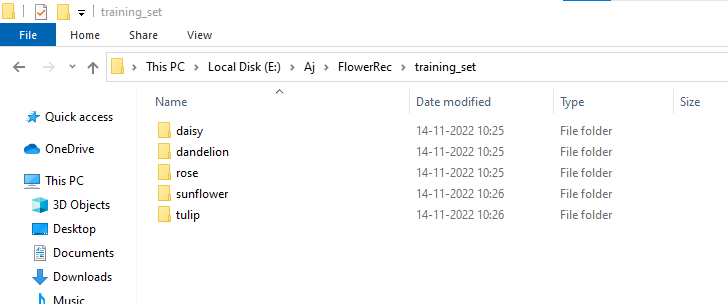 training_set
File Home Share View
This PC Local Disk (E:) Aj FlowerRec training_set
Name Date modified Type Size
Quick access
OneDrive
This PC
3D Objects
Desktop
Documents
Downloads
Music
daisy 14-11-2022 10:25 File folder
dandelion 14-11-2022 10:25 File folder
rose 14-11-2022 10:25 File folder
sunflower 14-11-2022 10:26 File folder
tulip 14-11-2022 10:26 File folder